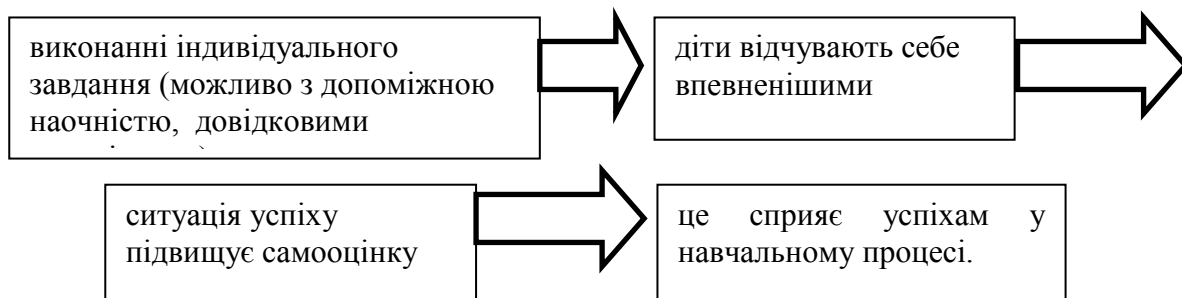 виконанні індивідуального
завдання (можливо з допоміжною
наочністю, довідковими
діти відчувають себе
впевненішими
ситуація успіху
підвищує самооцінку
це сприяє успіхам у
навчальному процесі.